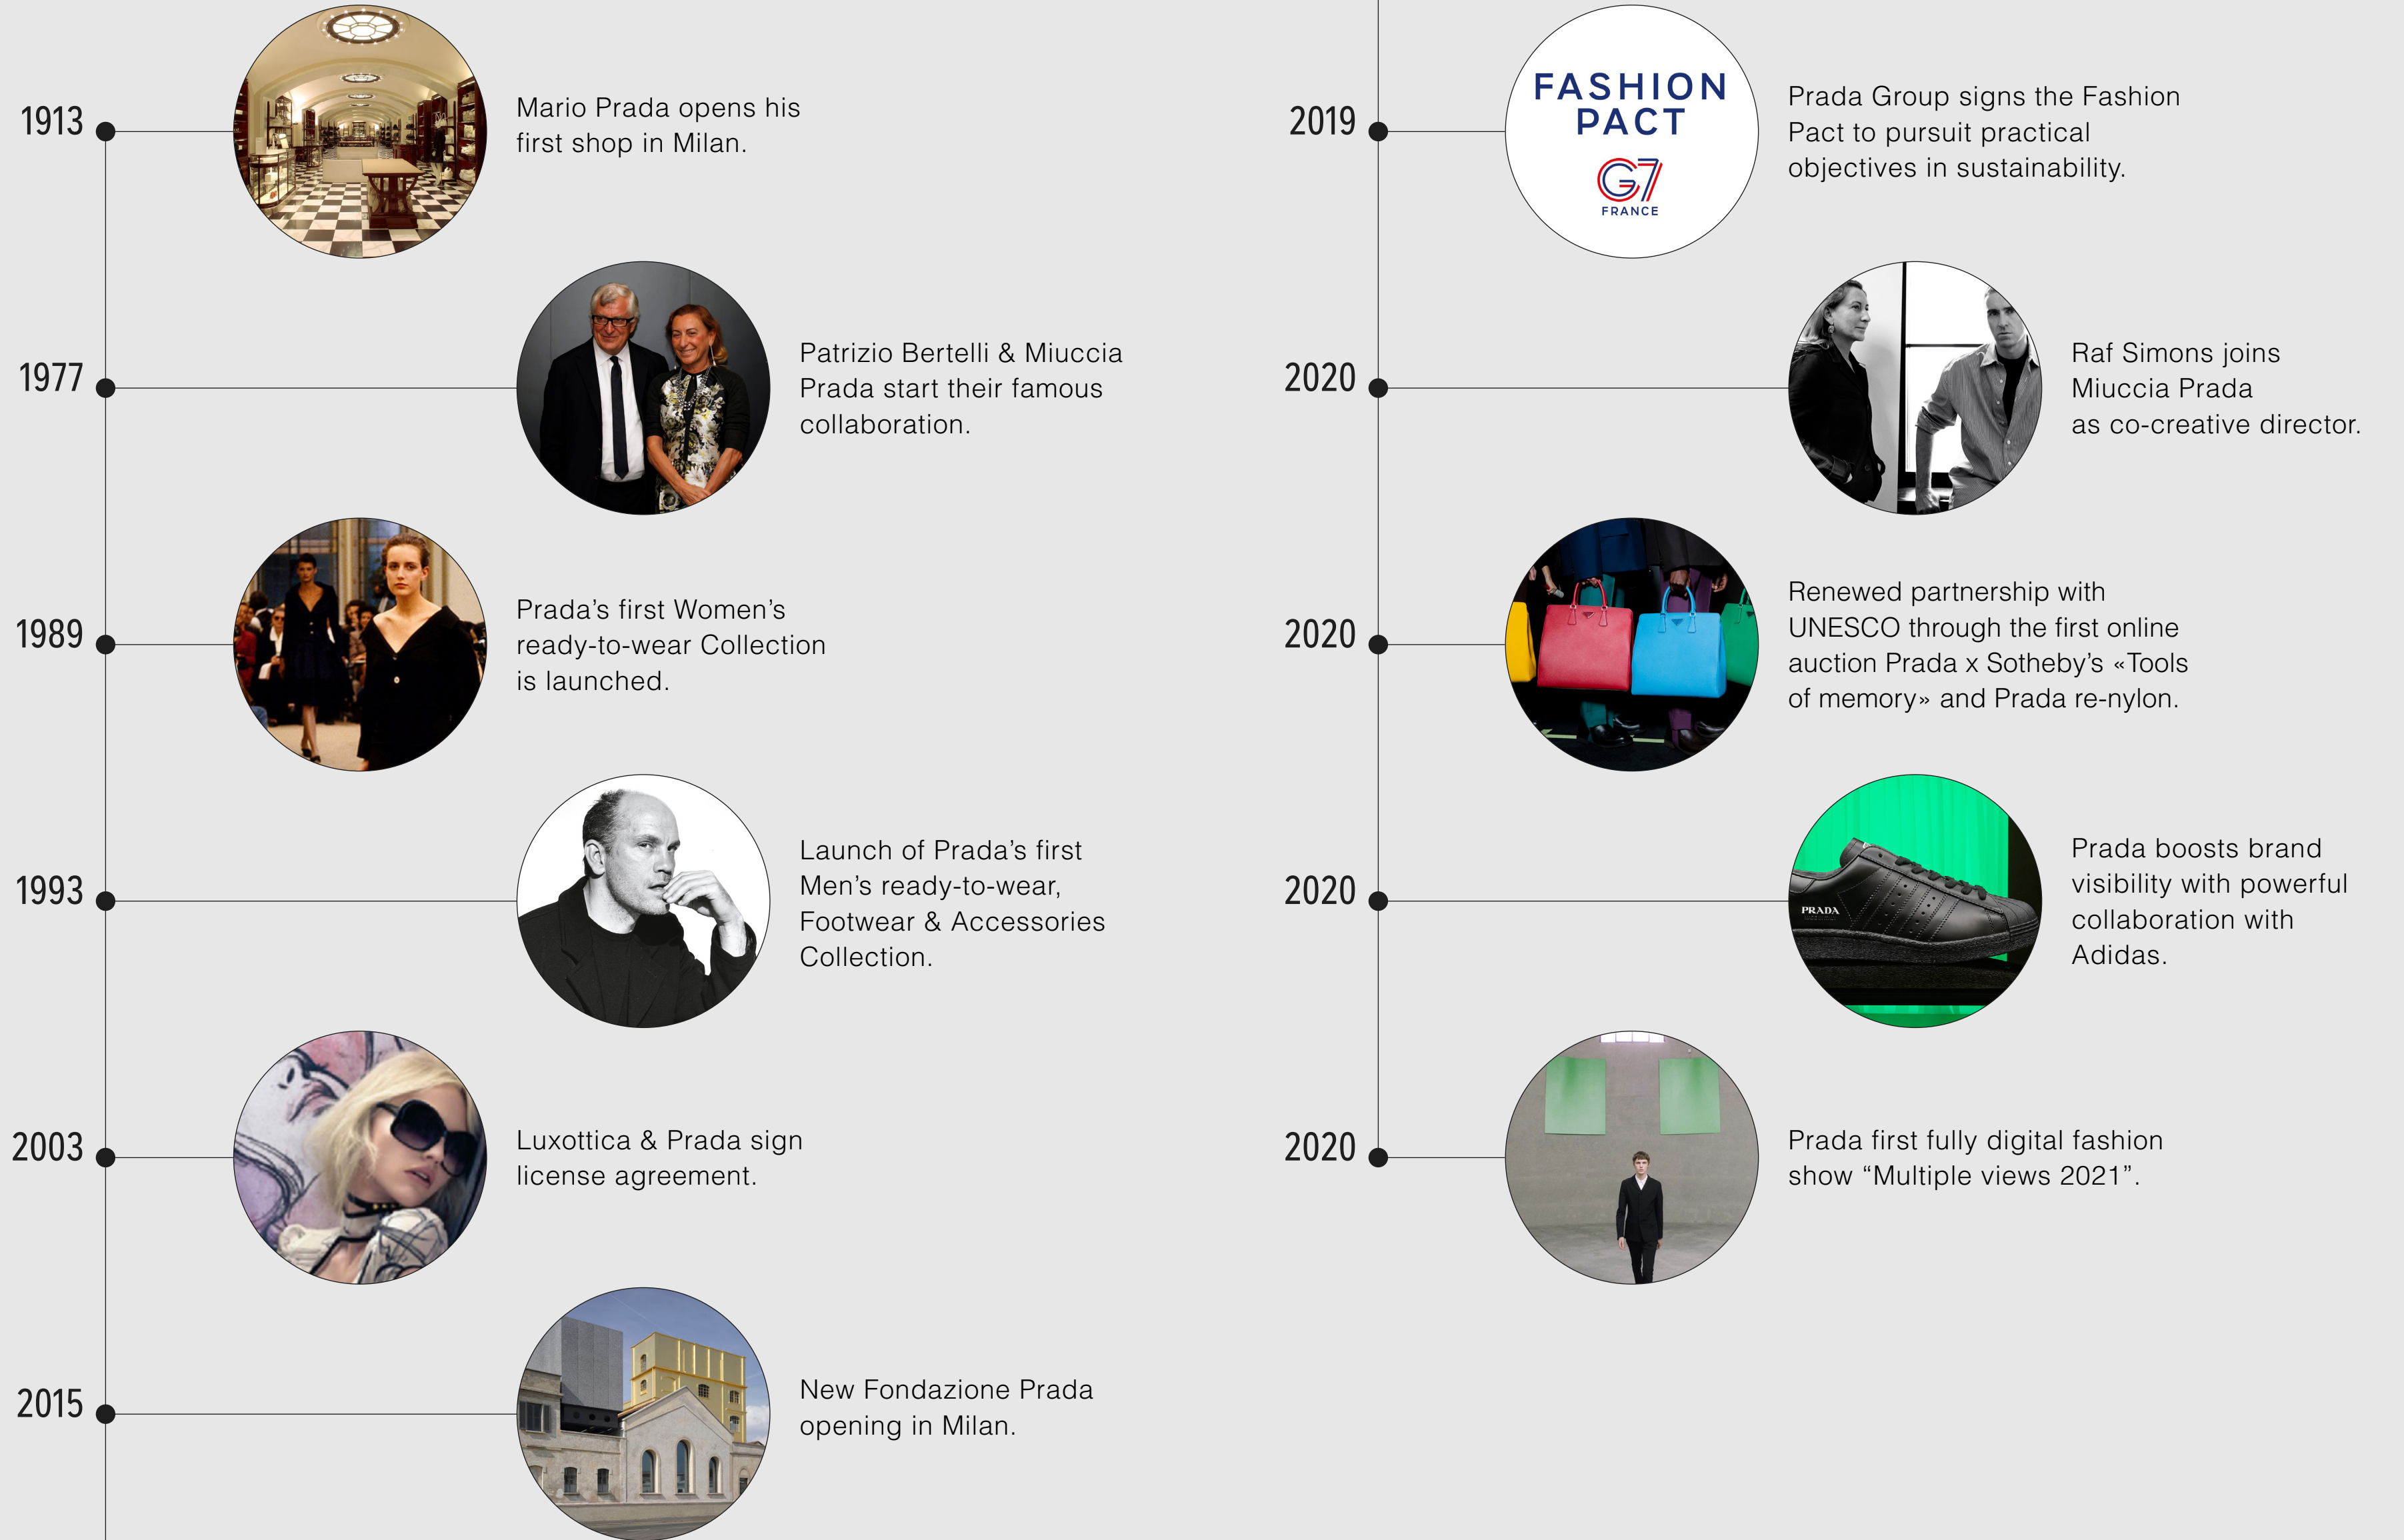 1913
Mario Prada opens his
first shop in Milan.
1977
Patrizio Bertelli & Miuccia
Prada start their famous
collaboration.
1989
Prada’s first Women’s
ready-to-wear Collection
is launched.
1993
Launch of Prada’s first
Men’s ready-to-wear,
Footwear & Accessories
Collection.
2003
Luxottica & Prada sign
license agreement.
2015
New Fondazione Prada
opening in Milan.
2019
FASHION
PACT
G7
FRANCE
Prada Group signs the Fashion
Pact to pursuit practical
objectives in sustainability.
2020
Raf Simons joins
Miuccia Prada
as co-creative director.
2020
Renewed partnership with
UNESCO through the first online
auction Prada x Sotheby’s «Tools
of memory» and Prada re-nylon.
2020
PRADA
Prada boosts brand
visibility with powerful
collaboration with
Adidas.
2020
Prada first fully digital fashion
show “Multiple views 2021”.